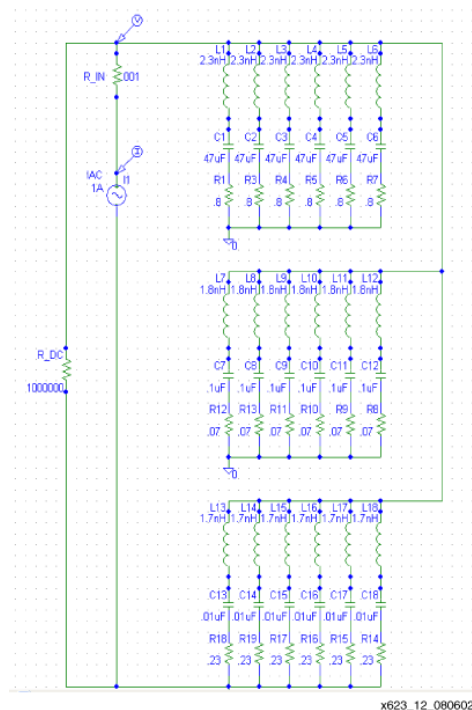 V
R_IN
001
I
IAC
I1
1A
L1 L2 L3 L4 L5 L6
2.3nH 2.3nH 2.3nH 2.3nH 2.3nH 2.3nH
C1 C2 C3 C4 C5 C6
47uF 47uF 47uF 47uF 47uF 47uF
R1 R3 R4 R5 R6 R7
.8 .8 .8 .8 .8 .8
0
L7 L8 L9 L10 L11 L12
1.8nH 1.8nH 1.8nH 1.8nH 1.8nH 1.8nH
R_DC
1000000
C7 C8 C9 C10 C11 C12
.1uF .1uF .1uF .1uF .1uF .1uF
R12 R13 R11 R10 R9 R8
.07 .07 .07 .07 .07 .07
0
L13 L14 L15 L16 L17 L18
1.7nH 1.7nH 1.7nH 1.7nH 1.7nH 1.7nH
C13 C14 C15 C16 C17 C18
.01uF .01uF .01uF .01uF .01uF .01uF
R18 R19 R17 R16 R15 R14
.23 .23 .23 .23 .23 .23
x623_12_080602